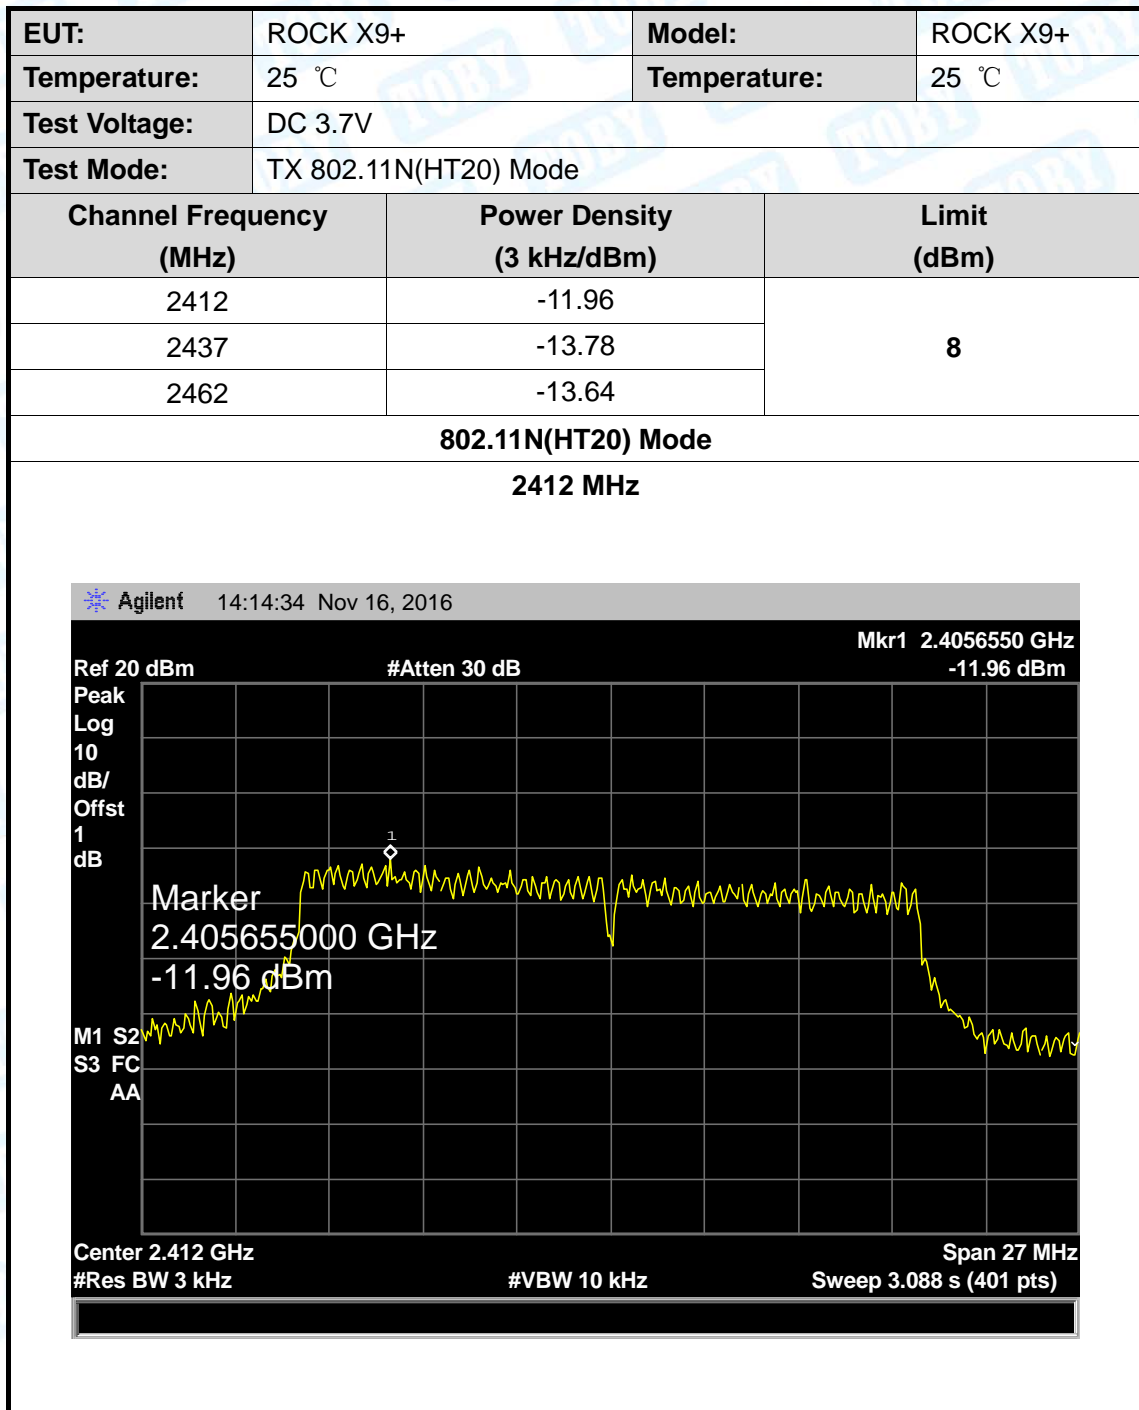 EUT: ROCK X9+ Model: ROCK X9+
Temperature: 25 ℃ Temperature: 25 ℃
Test Voltage: DC 3.7V
Test Mode: TX 802.11N(HT20) Mode
Channel Frequency (MHz) Power Density (3 kHz/dBm) Limit (dBm)
2412 -11.96 8
2437 -13.78
2462 -13.64
802.11N(HT20) Mode
2412 MHz
Agilent 14:14:34 Nov 16, 2016
Mkr1 2.4056550 GHz
Ref 20 dBm #Atten 30 dB -11.96 dBm
Peak
Log
10
dB/
Offst
1
dB
1
Marker
2.405655000 GHz
-11.96 dBm
M1 S2
S3 FC
AA
Center 2.412 GHz Span 27 MHz
#Res BW 3 kHz #VBW 10 kHz Sweep 3.088 s (401 pts)
TOBY